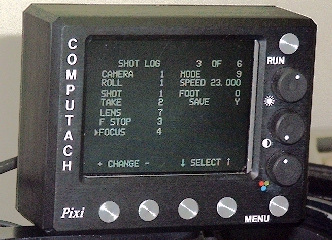 COMPUTACH
SHOT LOG 3 OF 6
CAMERA 1 MODE 9
ROLL 1 SPEED 23.000
SHOT 1 FOOT 0
TAKE 2 SAVE Y
LENS 7
F STOP 3
▸FOCUS 4
+ CHANGE - ↓ SELECT ↑
RUN
Pixi
MENU